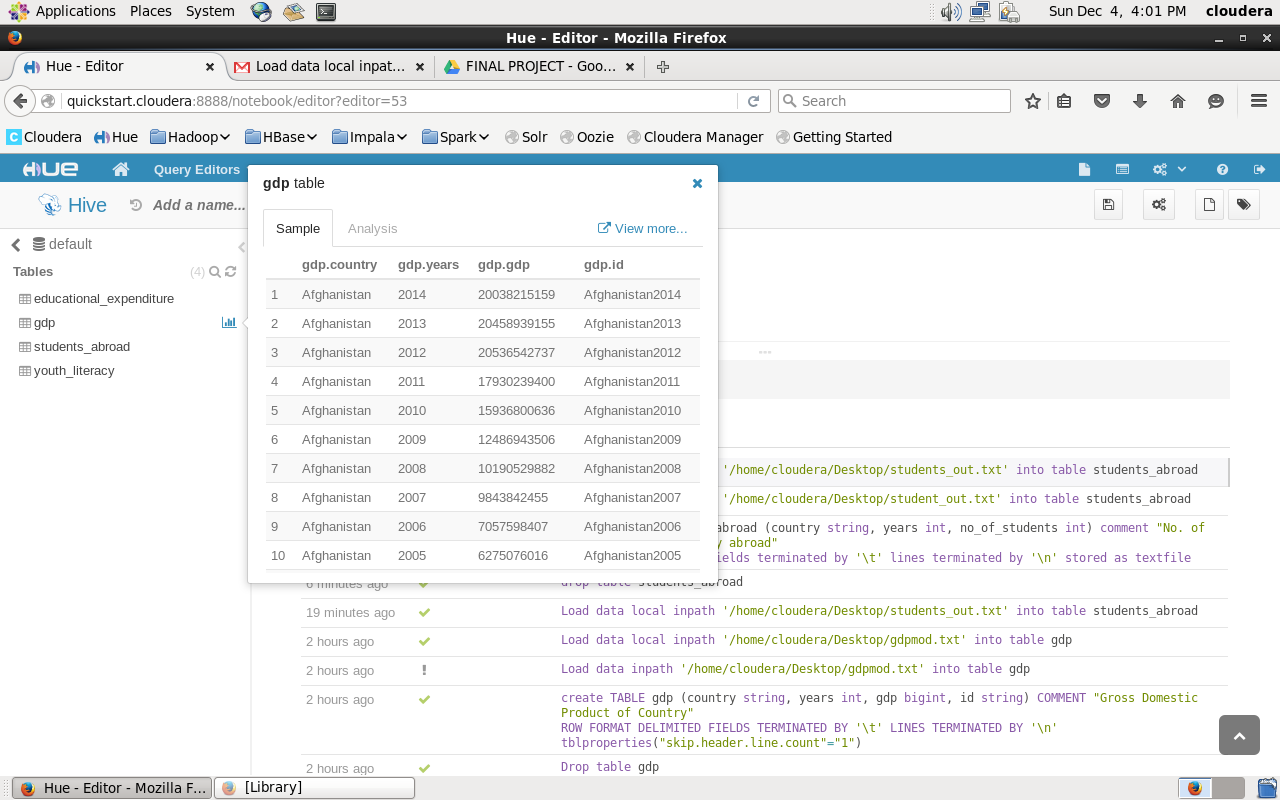 Applications Places System Sun Dec 4, 4:01 PM cloudera
Hue - Editor - Mozilla Firefox
Hue - Editor Load data local inpat... FINAL PROJECT - Goo...
quickstart.cloudera:8888/notebook/editor?editor=53 Search
Cloudera Hue Hadoop HBase Impala Spark Solr Oozie Cloudera Manager Getting Started
HUE Query Editors
Hive Add a name...
default
Tables (4)
educational_expenditure
gdp
students_abroad
youth_literacy
gdp table
Sample Analysis View more...
gdp.country gdp.years gdp.gdp gdp.id
1 Afghanistan 2014 20038215159 Afghanistan2014
2 Afghanistan 2013 20458939155 Afghanistan2013
3 Afghanistan 2012 20536542737 Afghanistan2012
4 Afghanistan 2011 17930239400 Afghanistan2011
5 Afghanistan 2010 15936800636 Afghanistan2010
6 Afghanistan 2009 12486943506 Afghanistan2009
7 Afghanistan 2008 10190529882 Afghanistan2008
8 Afghanistan 2007 9843842455 Afghanistan2007
9 Afghanistan 2006 7057598407 Afghanistan2006
10 Afghanistan 2005 6275076016 Afghanistan2005
'/home/cloudera/Desktop/students_out.txt' into table students_abroad
'/home/cloudera/Desktop/student_out.txt' into table students_abroad
abroad (country string, years int, no_of_students int) comment "No. of
y abroad"
elds terminated by '\t' lines terminated by '\n' stored as textfile
6 minutes ago drop table students_abroad
19 minutes ago Load data local inpath '/home/cloudera/Desktop/students_out.txt' into table students_abroad
2 hours ago Load data local inpath '/home/cloudera/Desktop/gdpmod.txt' into table gdp
2 hours ago Load data inpath '/home/cloudera/Desktop/gdpmod.txt' into table gdp
2 hours ago create TABLE gdp (country string, years int, gdp bigint, id string) COMMENT "Gross Domestic
Product of Country"
ROW FORMAT DELIMITED FIELDS TERMINATED BY '\t' LINES TERMINATED BY '\n'
tblproperties("skip.header.line.count"="1")
2 hours ago Drop table gdp
Hue - Editor - Mozilla F... [Library]